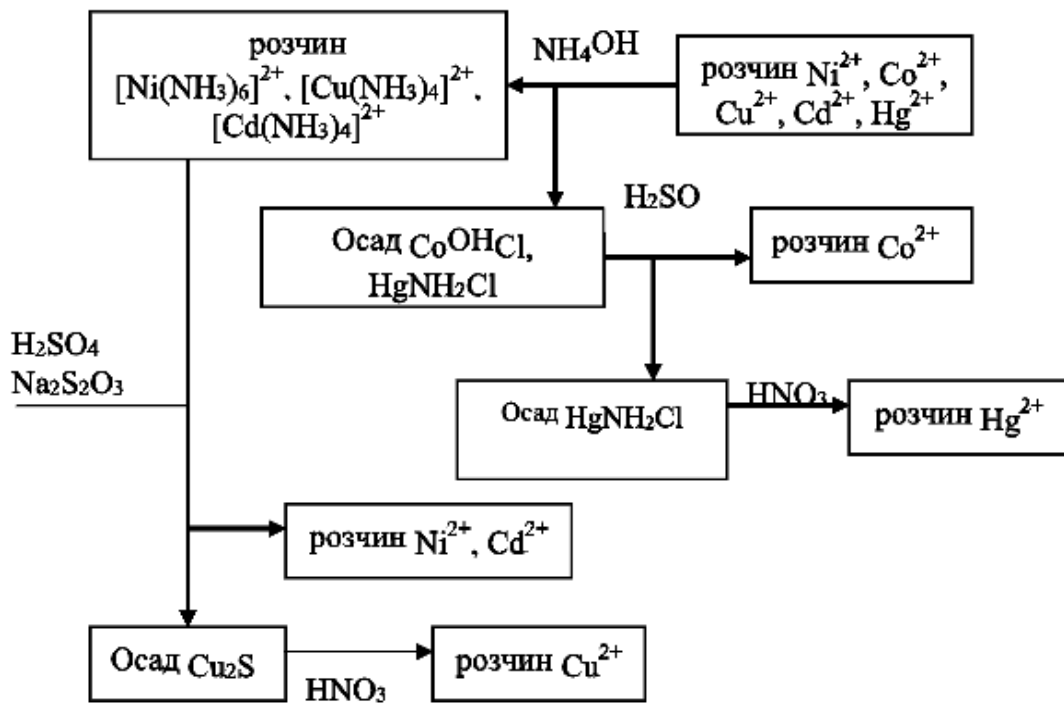 розчин
[Ni(NH₃)₆]²⁺, [Cu(NH₃)₄]²⁺,
[Cd(NH₃)₄]²⁺
NH₄OH
розчин Ni²⁺, Co²⁺,
Cu²⁺, Cd²⁺, Hg²⁺
H₂SO
Осад CoOHCl,
HgNH₂Cl
розчин Co²⁺
H₂SO₄
Na₂S₂O₃
Осад HgNH₂Cl
HNO₃
розчин Hg²⁺
розчин Ni²⁺, Cd²⁺
Осад Cu₂S
HNO₃
розчин Cu²⁺